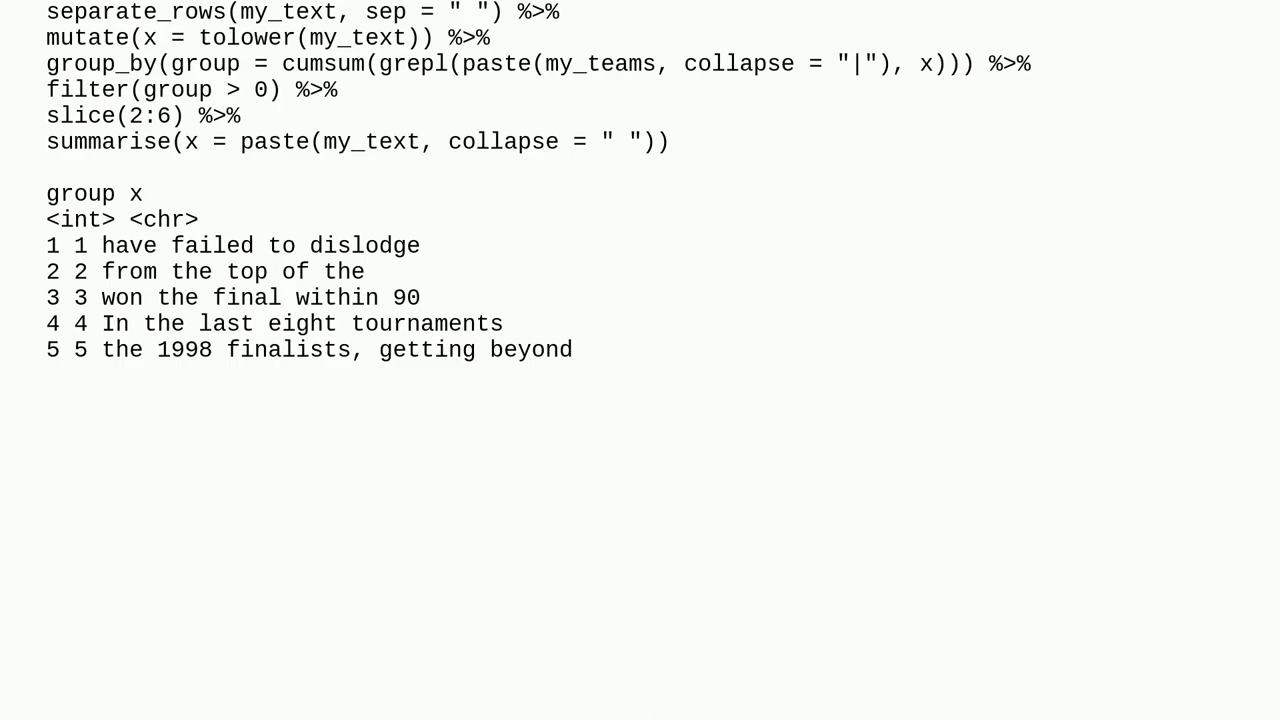 separate_rows(my_text, sep = " ") %>%
mutate(x = tolower(my_text)) %>%
group_by(group = cumsum(grepl(paste(my_teams, collapse = "|"), x))) %>%
filter(group > 0) %>%
slice(2:6) %>%
summarise(x = paste(my_text, collapse = " "))

group x
<int> <chr>
1 1 have failed to dislodge
2 2 from the top of the
3 3 won the final within 90
4 4 In the last eight tournaments
5 5 the 1998 finalists, getting beyond